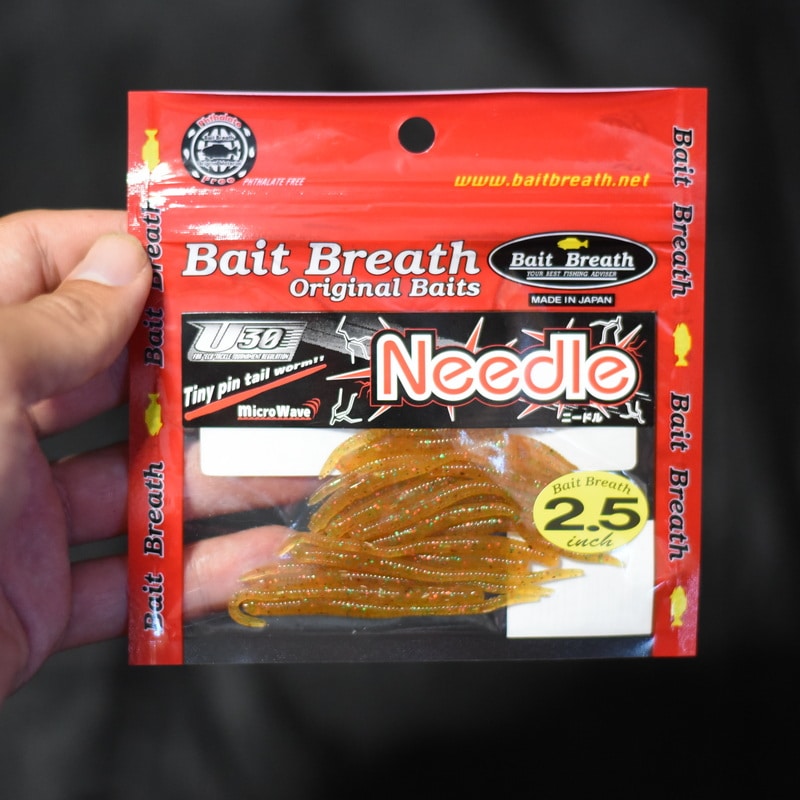 Phthalate
Free
PHTHALATE FREE
www.baitbreath.net
Bait Breath
Original Baits
Bait Breath
YOUR BEST FISHING ADVISER
MADE IN JAPAN
U30
Tiny pin tail worm!!
MicroWave
Needle
ニードル
Bait Breath
2.5
inch
Bait Breath
Bait Breath
Bait Breath
Bait Breath